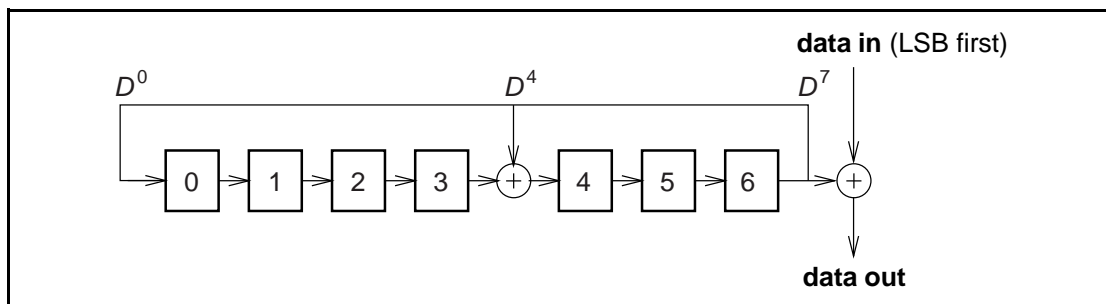 data in (LSB first)
D⁰ D⁴ D⁷
0 1 2 3 + 4 5 6 +
data out